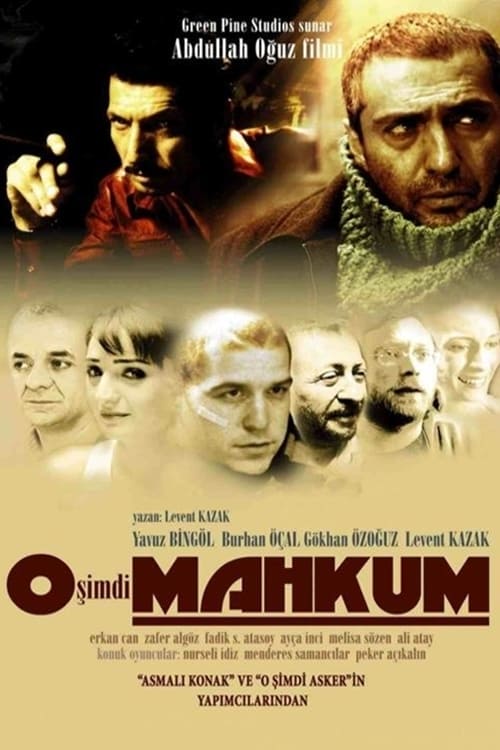 Green Pine Studios sunar
Abdullah Oğuz filmi
yazan: Levent KAZAK
Yavuz BİNGÖL Burhan ÖÇAL Gökhan ÖZOĞUZ Levent KAZAK
O şimdi MAHKUM
erkan can zafer algöz fadik s. atasoy ayça inci melisa sözen ali atay
konuk oyuncular: nurseli idiz menderes samancılar peker açıkalın
"ASMALI KONAK" VE "O ŞİMDİ ASKER"İN
YAPIMCILARINDAN